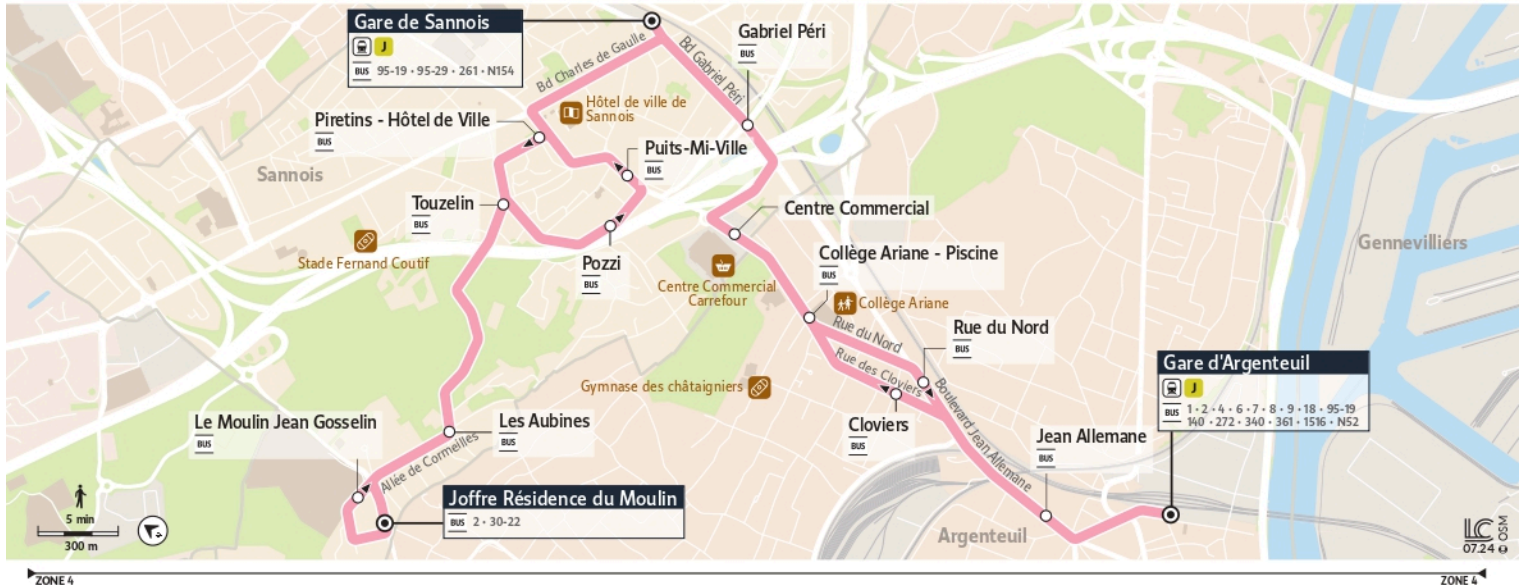 Gare de Sannois
J
BUS 95-19 • 95-29 • 261 • N154
Bd Charles de Gaulle
Bd Gabriel Péri
Gabriel Péri
BUS
Hôtel de ville de
Sannois
Piretins - Hôtel de Ville
BUS
Puits-Mi-Ville
BUS
Sannois
Touzelin
BUS
Centre Commercial
Stade Fernand Coutif
Pozzi
BUS
Gennevilliers
Collège Ariane - Piscine
BUS
Centre Commercial
Carrefour
Collège Ariane
Rue du Nord
Rue du Nord
BUS
Rue des Cloviers
Gymnase des châtaigniers
Boulevard Jean Allemane
Gare d'Argenteuil
J
BUS 1 • 2 • 4 • 6 • 7 • 8 • 9 • 18 • 95-19
140 • 272 • 340 • 361 • 1516 • N52
Le Moulin Jean Gosselin
BUS
Les Aubines
BUS
Cloviers
BUS
Jean Allemane
BUS
Allée de Cormeilles
Joffre Résidence du Moulin
BUS 2 • 30-22
5 min
300 m
Argenteuil
LC
07.24 © OSM
ZONE 4
ZONE 4